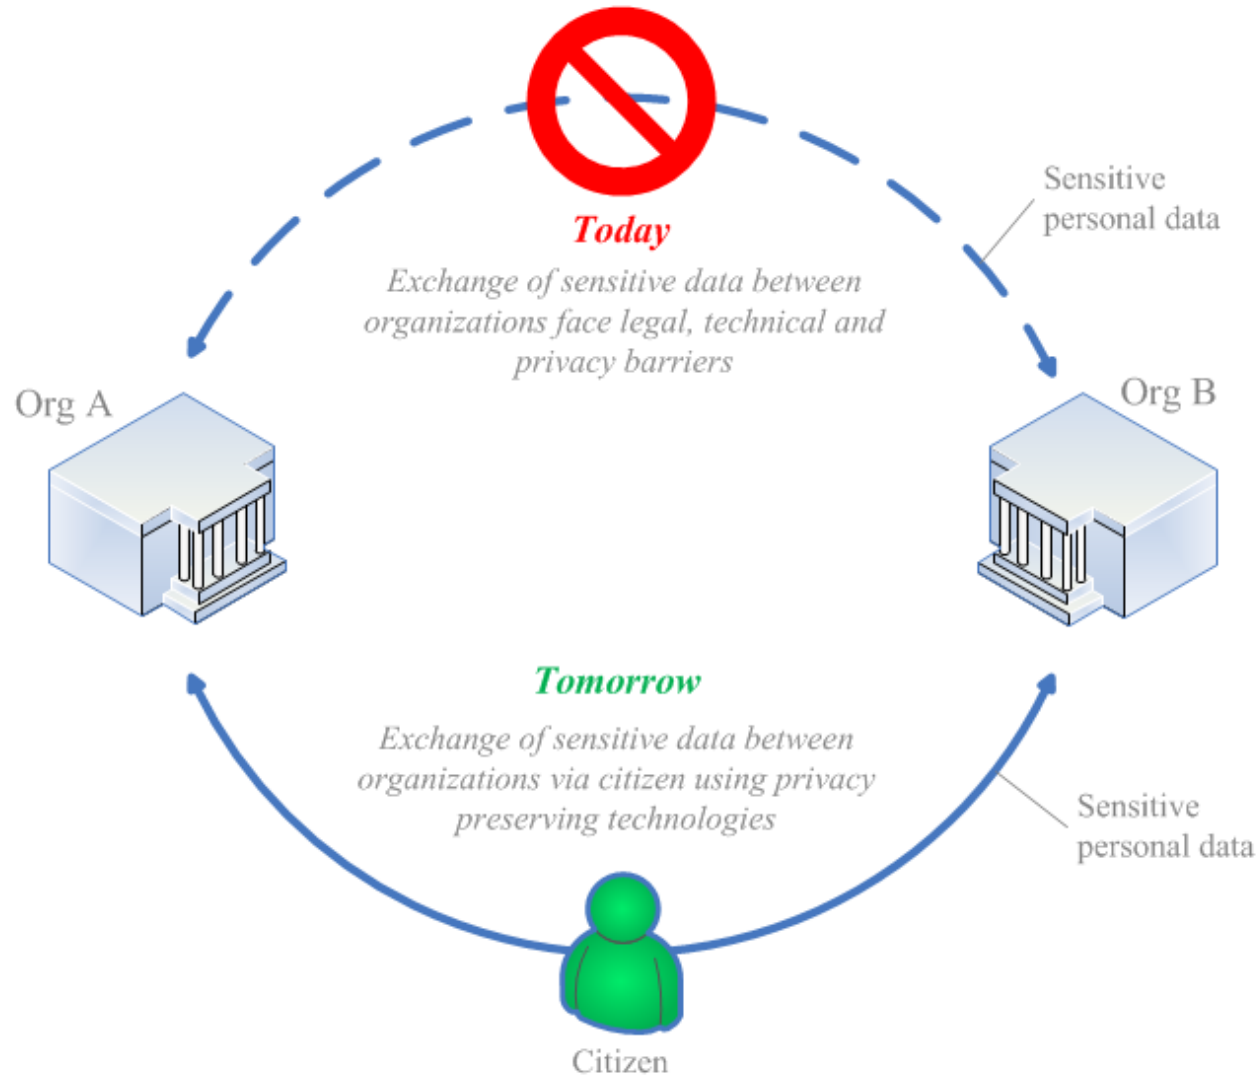 Today
Exchange of sensitive data between
organizations face legal, technical and
privacy barriers
Sensitive
personal data
Org A
Org B
Tomorrow
Exchange of sensitive data between
organizations via citizen using privacy
preserving technologies
Sensitive
personal data
Citizen